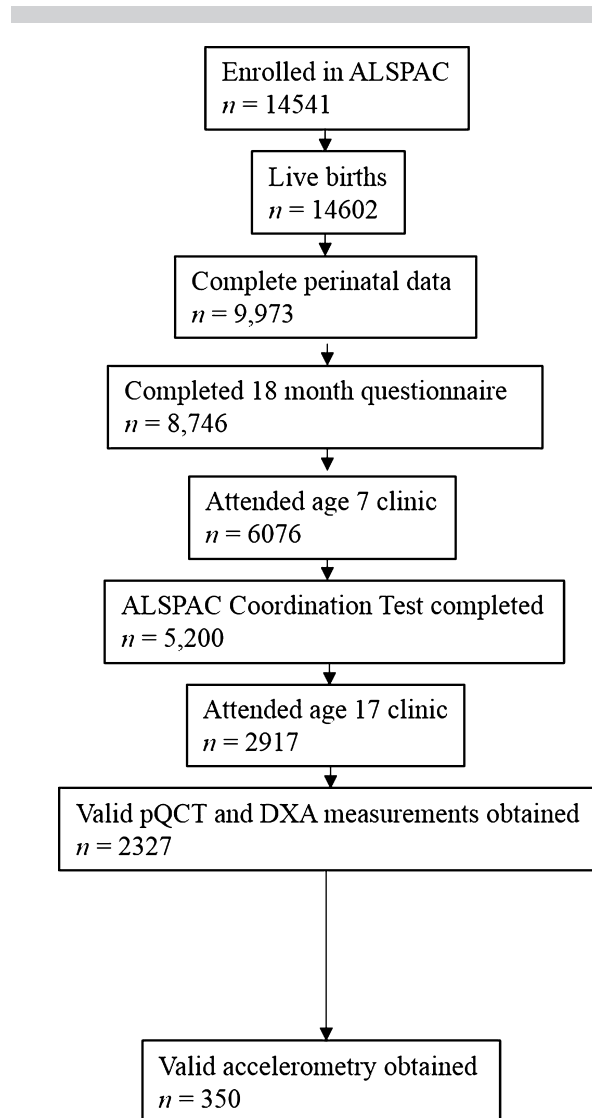 Enrolled in ALSPAC
n = 14541
Live births
n = 14602
Complete perinatal data
n = 9,973
Completed 18 month questionnaire
n = 8,746
Attended age 7 clinic
n = 6076
ALSPAC Coordination Test completed
n = 5,200
Attended age 17 clinic
n = 2917
Valid pQCT and DXA measurements obtained
n = 2327
Valid accelerometry obtained
n = 350